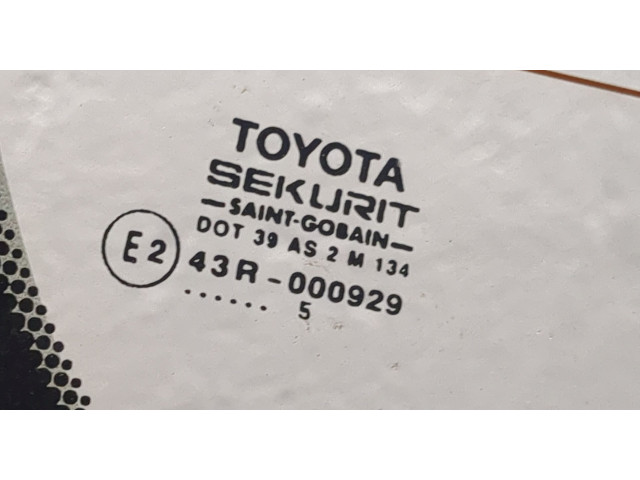 TOYOTA
SEKURIT
—SAINT-GOBAIN—
DOT 39 AS 2 M 134
E2 43R-000929
...... 5